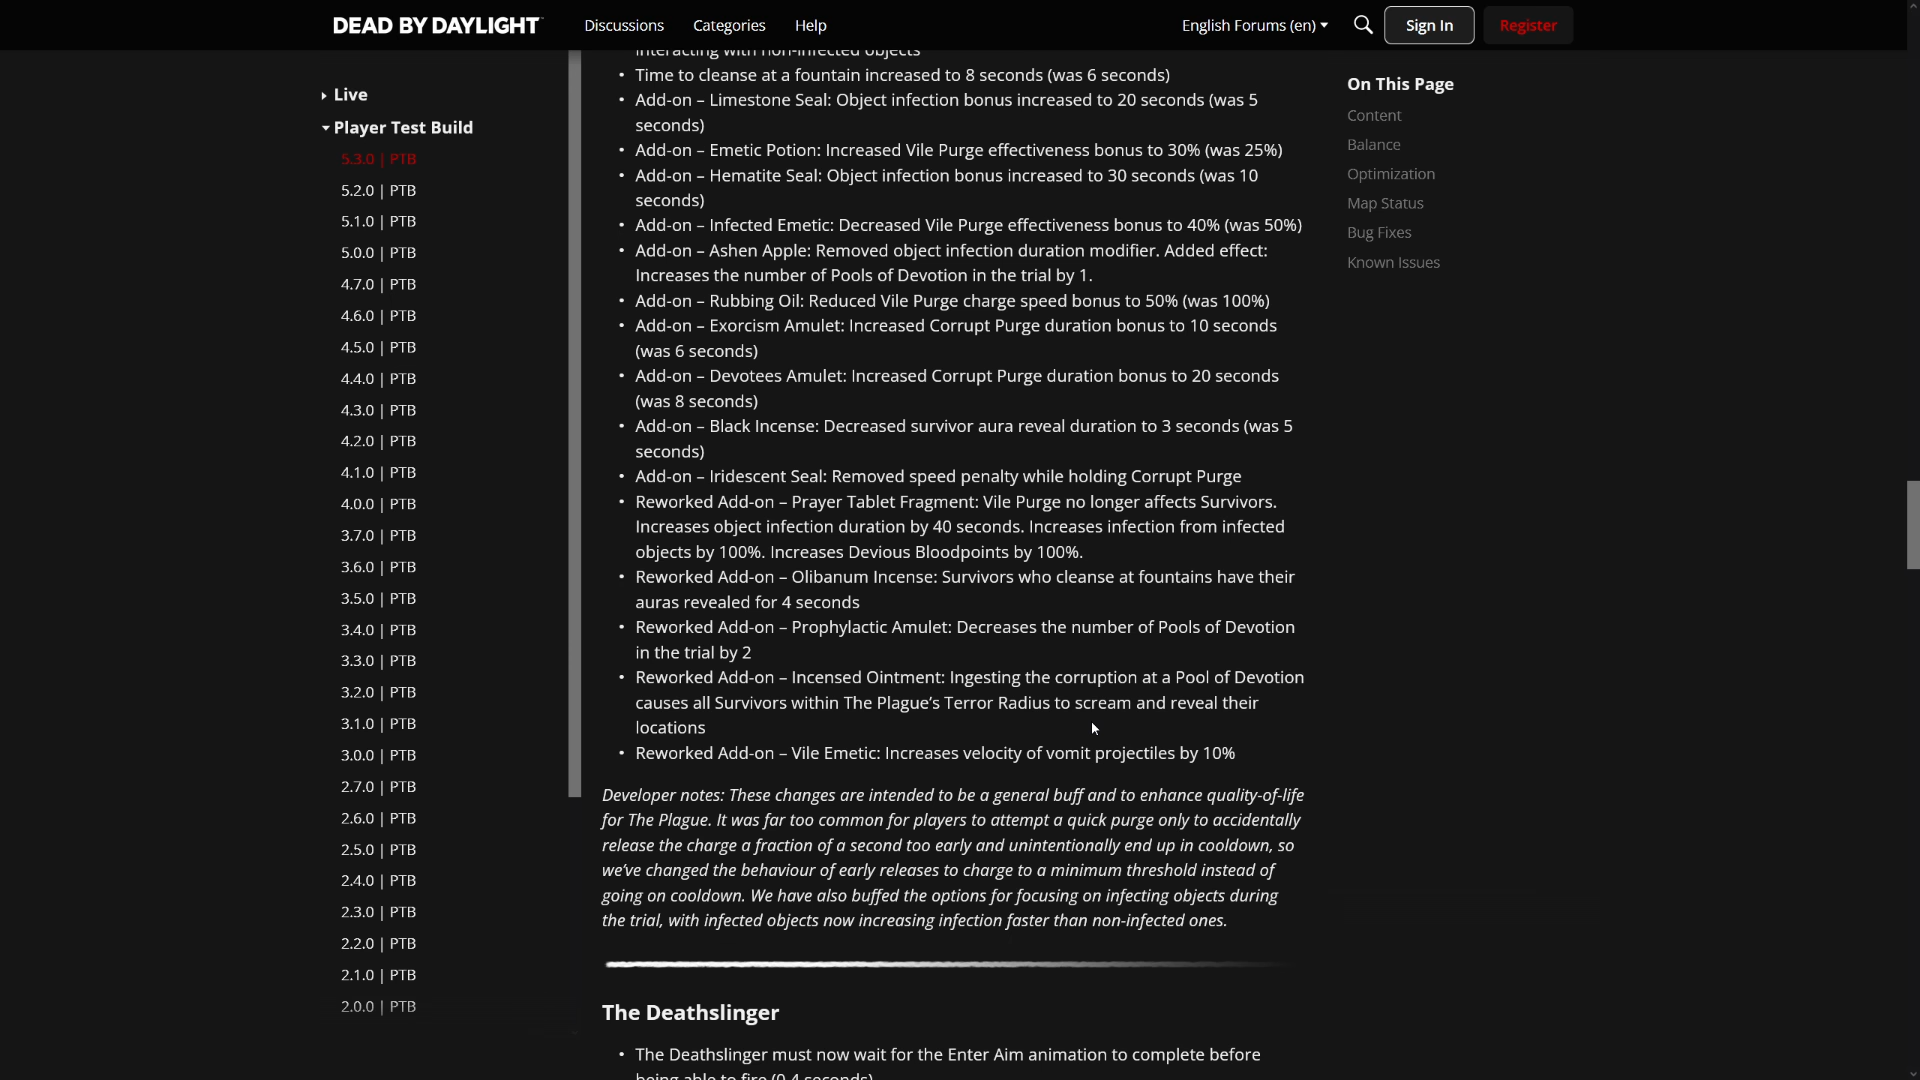 DEAD BY DAYLIGHT
Discussions
Categories
Help
English Forums (en)
Sign In
Register
Live
Player Test Build
5.3.0 | PTB
5.2.0 | PTB
5.1.0 | PTB
5.0.0 | PTB
4.7.0 | PTB
4.6.0 | PTB
4.5.0 | PTB
4.4.0 | PTB
4.3.0 | PTB
4.2.0 | PTB
4.1.0 | PTB
4.0.0 | PTB
3.7.0 | PTB
3.6.0 | PTB
3.5.0 | PTB
3.4.0 | PTB
3.3.0 | PTB
3.2.0 | PTB
3.1.0 | PTB
3.0.0 | PTB
2.7.0 | PTB
2.6.0 | PTB
2.5.0 | PTB
2.4.0 | PTB
2.3.0 | PTB
2.2.0 | PTB
2.1.0 | PTB
2.0.0 | PTB
interacting with non-infected objects
• Time to cleanse at a fountain increased to 8 seconds (was 6 seconds)
• Add-on – Limestone Seal: Object infection bonus increased to 20 seconds (was 5
seconds)
• Add-on – Emetic Potion: Increased Vile Purge effectiveness bonus to 30% (was 25%)
• Add-on – Hematite Seal: Object infection bonus increased to 30 seconds (was 10
seconds)
• Add-on – Infected Emetic: Decreased Vile Purge effectiveness bonus to 40% (was 50%)
• Add-on – Ashen Apple: Removed object infection duration modifier. Added effect:
Increases the number of Pools of Devotion in the trial by 1.
• Add-on – Rubbing Oil: Reduced Vile Purge charge speed bonus to 50% (was 100%)
• Add-on – Exorcism Amulet: Increased Corrupt Purge duration bonus to 10 seconds
(was 6 seconds)
• Add-on – Devotees Amulet: Increased Corrupt Purge duration bonus to 20 seconds
(was 8 seconds)
• Add-on – Black Incense: Decreased survivor aura reveal duration to 3 seconds (was 5
seconds)
• Add-on – Iridescent Seal: Removed speed penalty while holding Corrupt Purge
• Reworked Add-on – Prayer Tablet Fragment: Vile Purge no longer affects Survivors.
Increases object infection duration by 40 seconds. Increases infection from infected
objects by 100%. Increases Devious Bloodpoints by 100%.
• Reworked Add-on – Olibanum Incense: Survivors who cleanse at fountains have their
auras revealed for 4 seconds
• Reworked Add-on – Prophylactic Amulet: Decreases the number of Pools of Devotion
in the trial by 2
• Reworked Add-on – Incensed Ointment: Ingesting the corruption at a Pool of Devotion
causes all Survivors within The Plague’s Terror Radius to scream and reveal their
locations
• Reworked Add-on – Vile Emetic: Increases velocity of vomit projectiles by 10%
Developer notes: These changes are intended to be a general buff and to enhance quality-of-life
for The Plague. It was far too common for players to attempt a quick purge only to accidentally
release the charge a fraction of a second too early and unintentionally end up in cooldown, so
we’ve changed the behaviour of early releases to charge to a minimum threshold instead of
going on cooldown. We have also buffed the options for focusing on infecting objects during
the trial, with infected objects now increasing infection faster than non-infected ones.
The Deathslinger
• The Deathslinger must now wait for the Enter Aim animation to complete before
being able to fire (0.4 seconds)
On This Page
Content
Balance
Optimization
Map Status
Bug Fixes
Known Issues